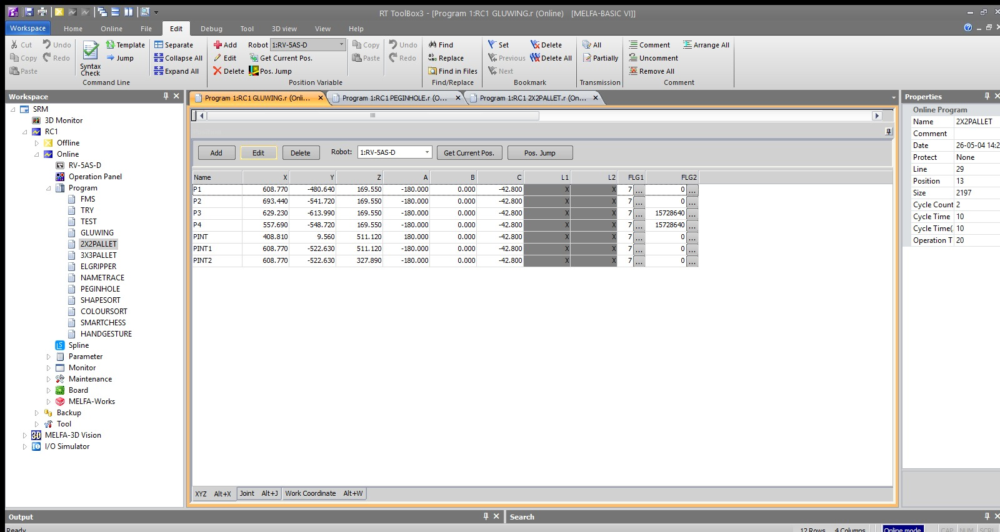 RT ToolBox3 - [Program 1:RC1 GLUWING.r (Online)   [MELFA-BASIC VI]]
Workspace Home Online File Edit Debug Tool 3D view View Help
Cut Undo Template Separate Add Robot 1:RV-5AS-D Copy Undo Find Set Delete All Comment Arrange All
Copy Redo Jump Collapse All Edit Get Current Pos. Paste Redo Replace Previous Delete All Partially Uncomment
Paste Syntax Check Expand All Delete Pos. Jump Find in Files Next Remove All
Command Line Position Variable Find/Replace Bookmark Transmission Comment
Workspace
SRM
3D Monitor
RC1
Offline
Online
RV-5AS-D
Operation Panel
Program
FMS
TRY
TEST
GLUWING
2X2PALLET
3X3PALLET
ELGRIPPER
NAMETRACE
PEGINHOLE
SHAPESORT
COLOURSORT
SMARTCHESS
HANDGESTURE
Spline
Parameter
Monitor
Maintenance
Board
MELFA-Works
Backup
Tool
MELFA-3D Vision
I/O Simulator
Program 1:RC1 GLUWING.r (Onli... Program 1:RC1 PEGINHOLE.r (O... Program 1:RC1 2X2PALLET.r (On...
Add Edit Delete Robot: 1:RV-5AS-D Get Current Pos. Pos. Jump
Name X Y Z A B C L1 L2 FLG1 FLG2
P1 608.770 -480.640 169.550 -180.000 0.000 -42.800 X X 7 ... 0 ...
P2 693.440 -541.720 169.550 -180.000 0.000 -42.800 X X 7 ... 0 ...
P3 629.230 -613.990 169.550 -180.000 0.000 -42.800 X X 7 ... 15728640 ...
P4 557.690 -548.720 169.550 -180.000 0.000 -42.800 X X 7 ... 15728640 ...
PINT 408.810 9.560 511.120 180.000 0.000 -42.800 X X 7 ... 0 ...
PINT1 608.770 -522.630 511.120 -180.000 0.000 -42.800 X X 7 ... 0 ...
PINT2 608.770 -522.630 327.890 -180.000 0.000 -42.800 X X 7 ... 0 ...
XYZ Alt+X Joint Alt+J Work Coordinate Alt+W
Properties
Online Program
Name 2X2PALLET
Comment
Date 26-05-04 14:2
Protect None
Line 29
Position 13
Size 2197
Cycle Count 2
Cycle Time 10
Cycle Time(. 10
Operation T 20
Output Search
Ready 12 Rows 4 Columns Online mode CAP NUM SCRL